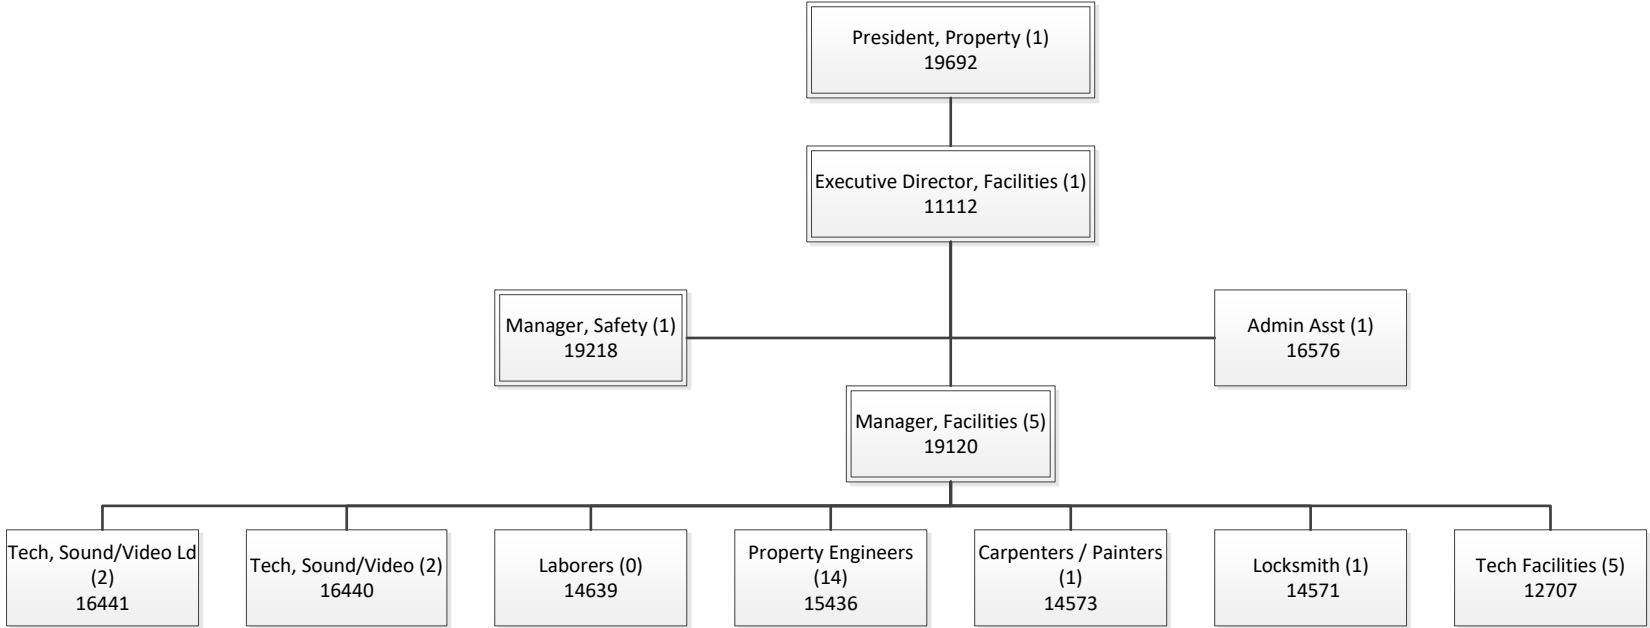 President, Property (1)
19692
Executive Director, Facilities (1)
11112
Manager, Safety (1)
19218
Admin Asst (1)
16576
Manager, Facilities (5)
19120
Tech, Sound/Video Ld
(2)
16441
Tech, Sound/Video (2)
16440
Laborers (0)
14639
Property Engineers
(14)
15436
Carpenters / Painters
(1)
14573
Locksmith (1)
14571
Tech Facilities (5)
12707